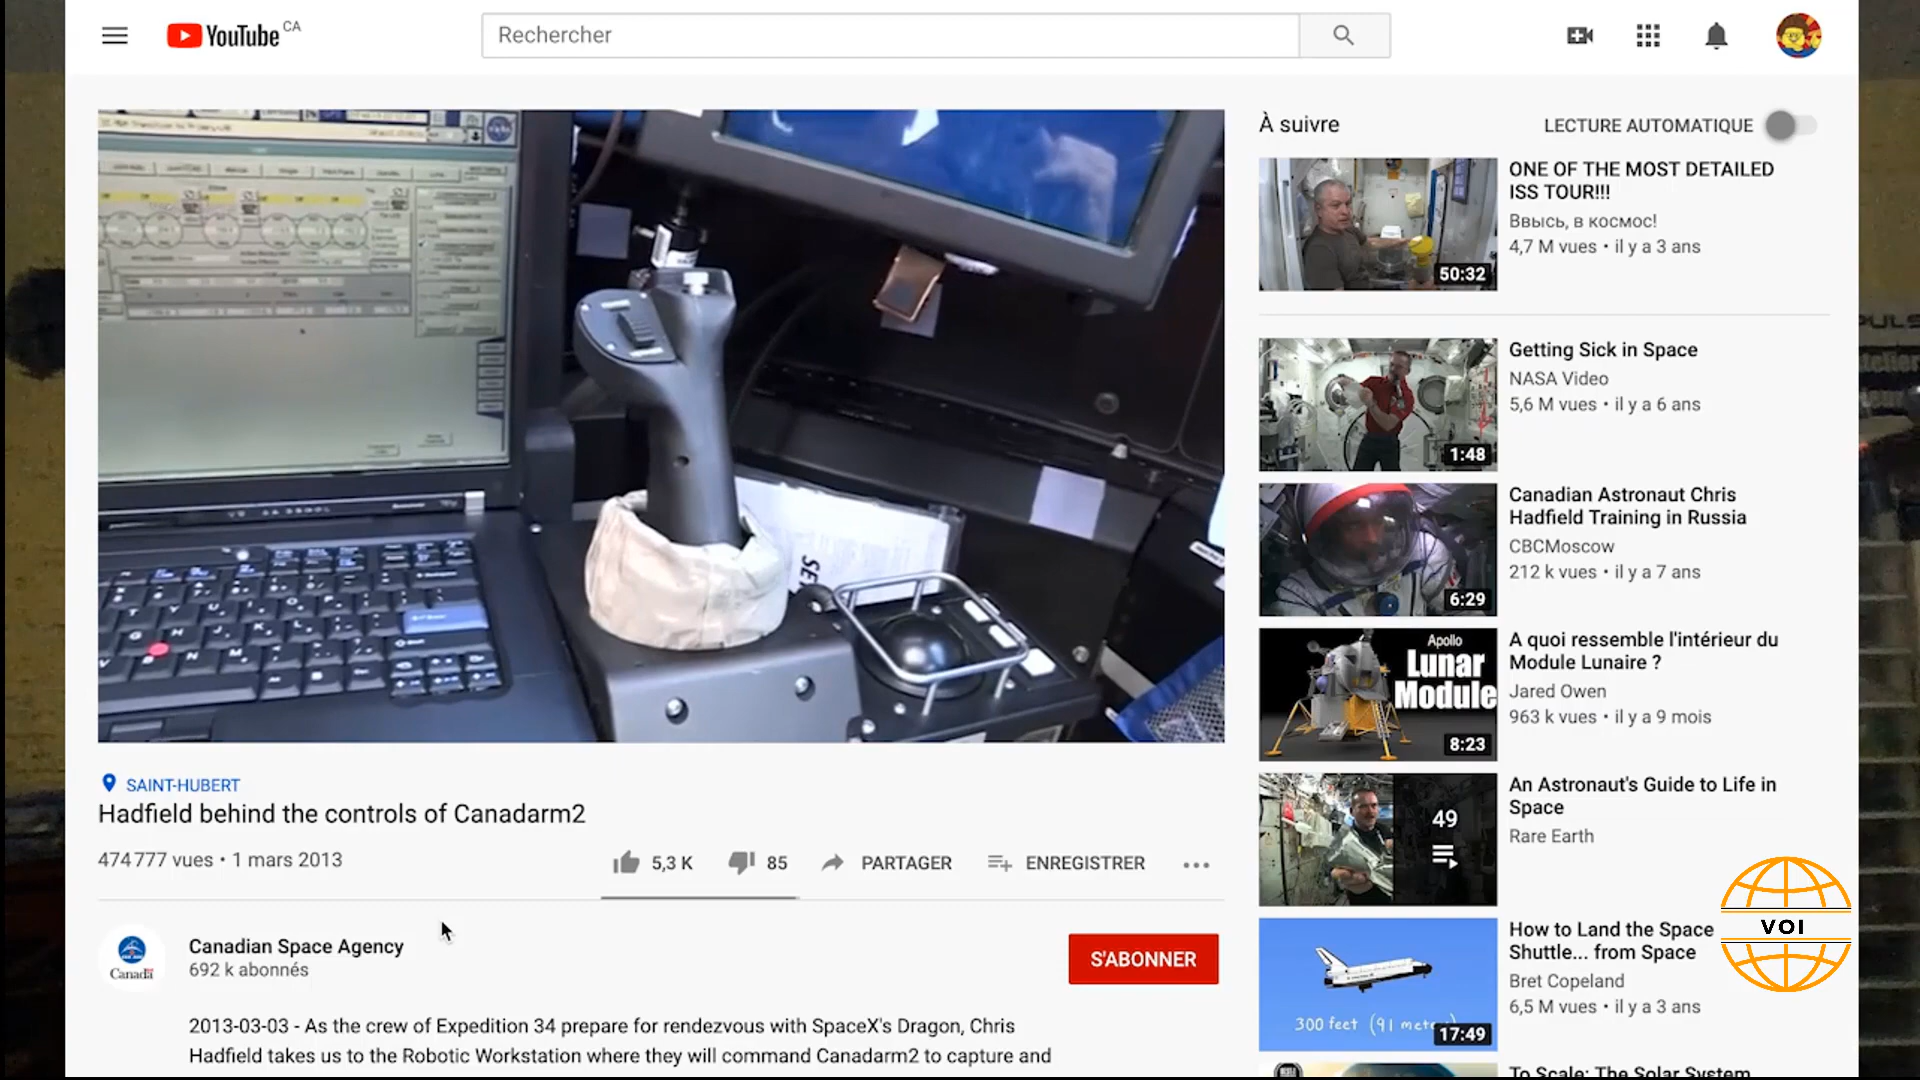 YouTube CA
Rechercher
SAINT-HUBERT
Hadfield behind the controls of Canadarm2
474 777 vues • 1 mars 2013
5,3 K
85
PARTAGER
ENREGISTRER
Canadian Space Agency
692 k abonnés
Canada
S'ABONNER
2013-03-03 - As the crew of Expedition 34 prepare for rendezvous with SpaceX's Dragon, Chris
Hadfield takes us to the Robotic Workstation where they will command Canadarm2 to capture and
À suivre
LECTURE AUTOMATIQUE
50:32
ONE OF THE MOST DETAILED
ISS TOUR!!!
Ввысь, в космос!
4,7 M vues • il y a 3 ans
1:48
Getting Sick in Space
NASA Video
5,6 M vues • il y a 6 ans
6:29
Canadian Astronaut Chris
Hadfield Training in Russia
CBCMoscow
212 k vues • il y a 7 ans
Apollo
Lunar
Module
8:23
A quoi ressemble l'intérieur du
Module Lunaire ?
Jared Owen
963 k vues • il y a 9 mois
49
An Astronaut's Guide to Life in
Space
Rare Earth
300 feet (91
17:49
How to Land the Space
Shuttle... from Space
Bret Copeland
6,5 M vues • il y a 3 ans
To Scale: The Solar System
VOI